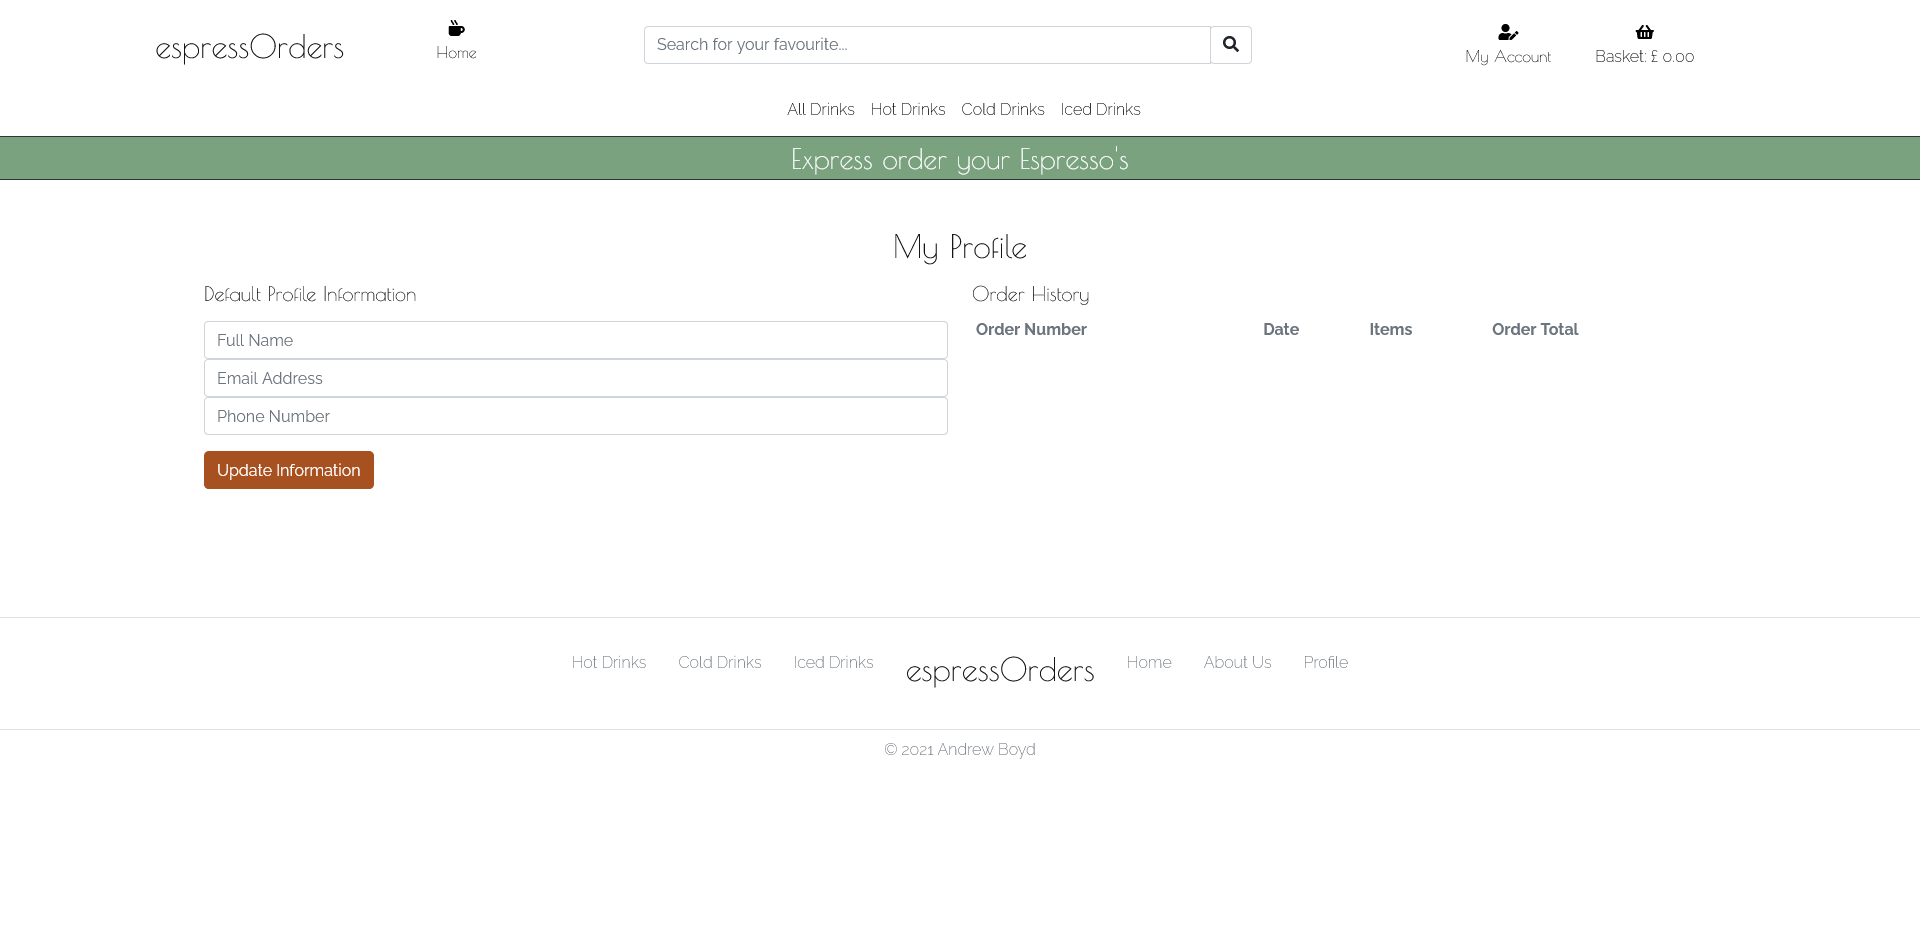 espressOrders
Home
Search for your favourite...
My Account
Basket: £ 0.00
All Drinks Hot Drinks Cold Drinks Iced Drinks
Express order your Espresso's
My Profile
Default Profile Information
Full Name
Email Address
Phone Number
Update Information
Order History
Order Number Date Items Order Total
Hot Drinks Cold Drinks Iced Drinks espressOrders Home About Us Profile
© 2021 Andrew Boyd